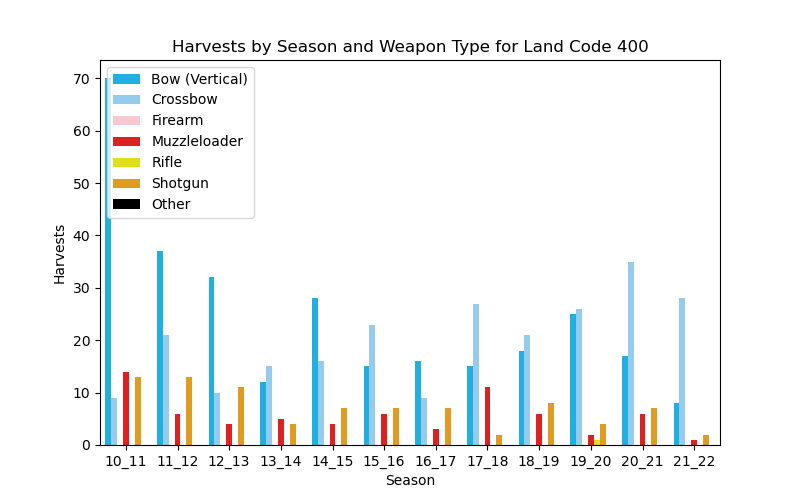 Harvests by Season and Weapon Type for Land Code 400
70
60
50
40
30
20
10
0
Harvests
Bow (Vertical)
Crossbow
Firearm
Muzzleloader
Rifle
Shotgun
Other
10_11 11_12 12_13 13_14 14_15 15_16 16_17 17_18 18_19 19_20 20_21 21_22
Season